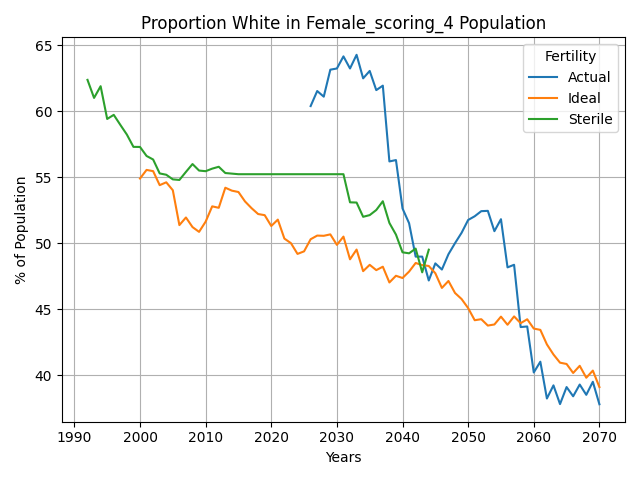 Proportion White in Female_scoring_4 Population
% of Population
65
60
55
50
45
40
Fertility
Actual
Ideal
Sterile
1990 2000 2010 2020 2030 2040 2050 2060 2070
Years